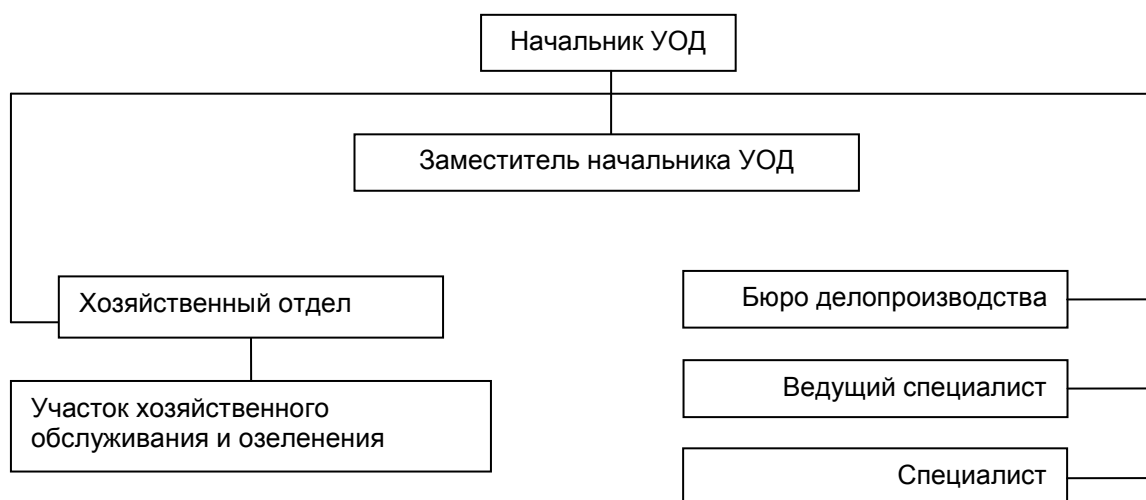 Начальник УОД
Заместитель начальника УОД
Хозяйственный отдел
Участок хозяйственного
обслуживания и озеленения
Бюро делопроизводства
Ведущий специалист
Специалист